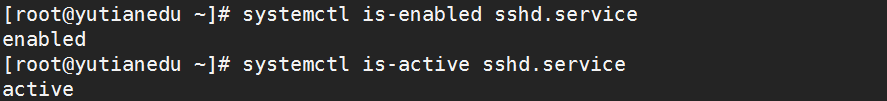 [root@yutianedu ~]# systemctl is-enabled sshd.service
enabled
[root@yutianedu ~]# systemctl is-active sshd.service
active